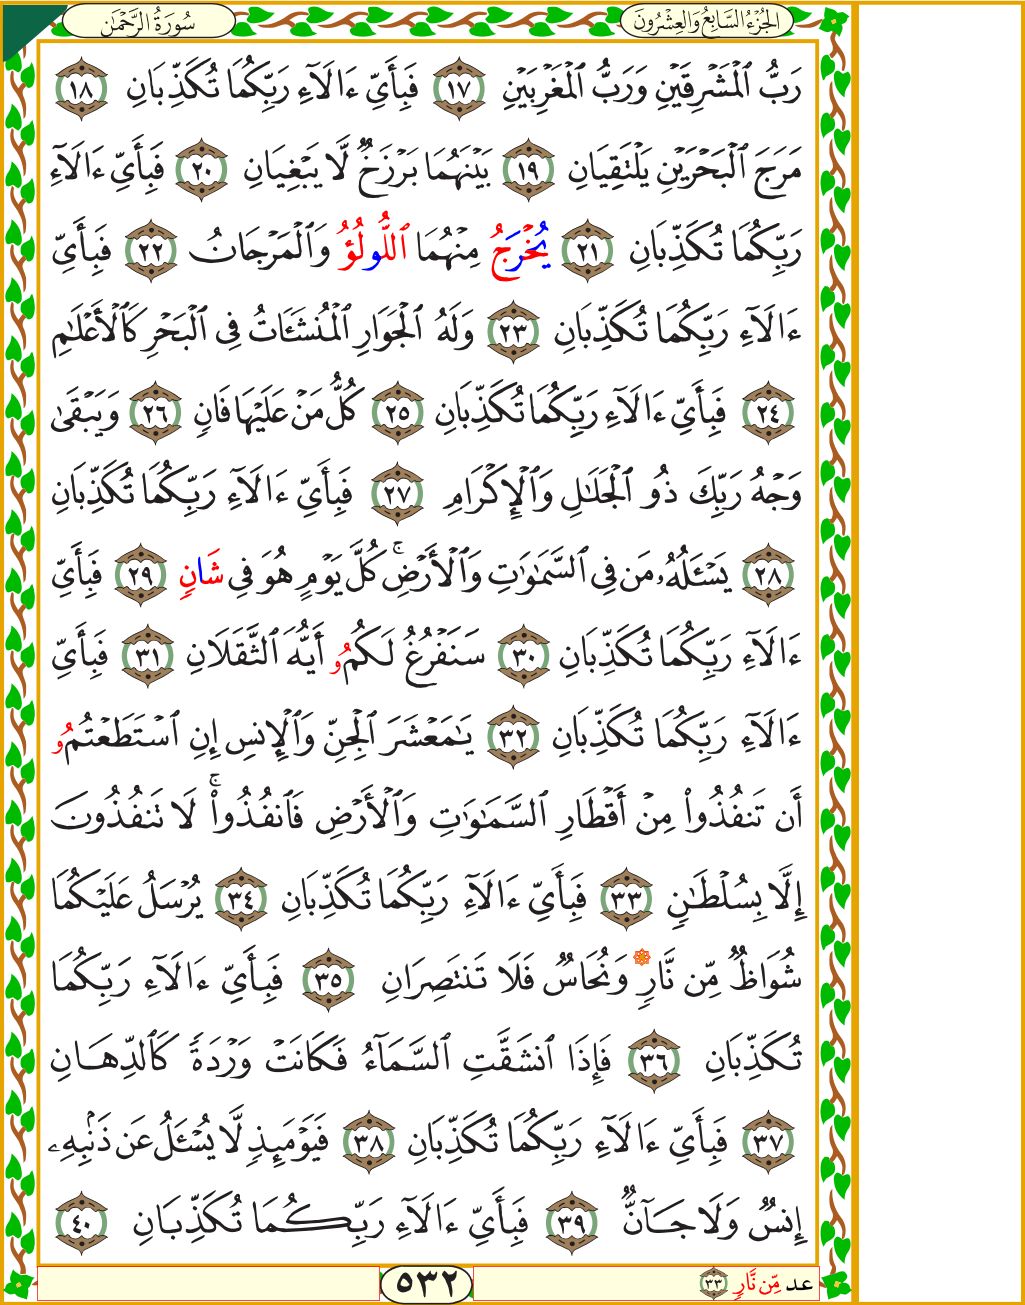 سُورَةُ الرَّحْمَٰن
الجُزْءُ السَّابِعُ وَالعِشْرُونَ
رَبُّ ٱلْمَشْرِقَيْنِ وَرَبُّ ٱلْمَغْرِبَيْنِ ١٧ فَبِأَيِّ ءَالَآءِ رَبِّكُمَا تُكَذِّبَانِ ١٨
مَرَجَ ٱلْبَحْرَيْنِ يَلْتَقِيَانِ ١٩ بَيْنَهُمَا بَرْزَخٌ لَّا يَبْغِيَانِ ٢٠ فَبِأَيِّ ءَالَآءِ
رَبِّكُمَا تُكَذِّبَانِ ٢١ يُخْرَجُ مِنْهُمَا ٱللُّولُؤُ وَٱلْمَرْجَانُ ٢٢ فَبِأَيِّ
ءَالَآءِ رَبِّكُمَا تُكَذِّبَانِ ٢٣ وَلَهُ ٱلْجَوَارِ ٱلْمُنشَـَٔاتُ فِى ٱلْبَحْرِ كَٱلْأَعْلَٰمِ
٢٤ فَبِأَيِّ ءَالَآءِ رَبِّكُمَا تُكَذِّبَانِ ٢٥ كُلُّ مَنْ عَلَيْهَا فَانٍ ٢٦ وَيَبْقَىٰ
وَجْهُ رَبِّكَ ذُو ٱلْجَلَٰلِ وَٱلْإِكْرَامِ ٢٧ فَبِأَيِّ ءَالَآءِ رَبِّكُمَا تُكَذِّبَانِ
٢٨ يَسْـَٔلُهُۥ مَن فِى ٱلسَّمَٰوَٰتِ وَٱلْأَرْضِ ۚ كُلَّ يَوْمٍ هُوَ فِى شَانٍ ٢٩ فَبِأَيِّ
ءَالَآءِ رَبِّكُمَا تُكَذِّبَانِ ٣٠ سَنَفْرُغُ لَكُمُۥ أَيُّهَ ٱلثَّقَلَانِ ٣١ فَبِأَيِّ
ءَالَآءِ رَبِّكُمَا تُكَذِّبَانِ ٣٢ يَٰمَعْشَرَ ٱلْجِنِّ وَٱلْإِنسِ إِنِ ٱسْتَطَعْتُمُۥ
أَن تَنفُذُوا۟ مِنْ أَقْطَارِ ٱلسَّمَٰوَٰتِ وَٱلْأَرْضِ فَٱنفُذُوا۟ ۚ لَا تَنفُذُونَ
إِلَّا بِسُلْطَٰنٍ ٣٣ فَبِأَيِّ ءَالَآءِ رَبِّكُمَا تُكَذِّبَانِ ٣٤ يُرْسَلُ عَلَيْكُمَا
شُوَاظٌ مِّن نَّارٍ وَنُحَاسٌ فَلَا تَنتَصِرَانِ ٣٥ فَبِأَيِّ ءَالَآءِ رَبِّكُمَا
تُكَذِّبَانِ ٣٦ فَإِذَا ٱنشَقَّتِ ٱلسَّمَآءُ فَكَانَتْ وَرْدَةً كَٱلدِّهَانِ
٣٧ فَبِأَيِّ ءَالَآءِ رَبِّكُمَا تُكَذِّبَانِ ٣٨ فَيَوْمَئِذٍ لَّا يُسْـَٔلُ عَن ذَنۢبِهِۦ
إِنسٌ وَلَا جَآنٌّ ٣٩ فَبِأَيِّ ءَالَآءِ رَبِّكُمَا تُكَذِّبَانِ ٤٠
عد مِّن نَّارٍ ٣٣
٥٣٢